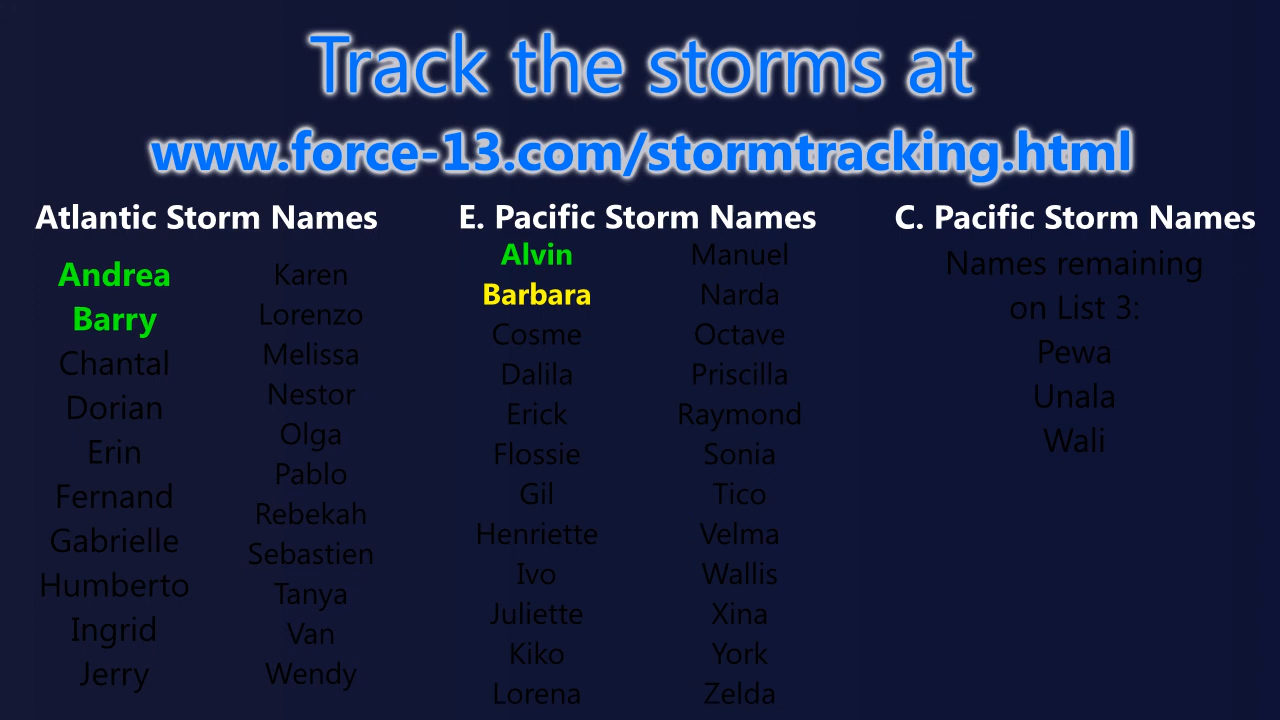 Track the storms at
www.force-13.com/stormtracking.html
Atlantic Storm Names
Andrea
Barry
Chantal
Dorian
Erin
Fernand
Gabrielle
Humberto
Ingrid
Jerry
Karen
Lorenzo
Melissa
Nestor
Olga
Pablo
Rebekah
Sebastien
Tanya
Van
Wendy
E. Pacific Storm Names
Alvin
Barbara
Cosme
Dalila
Erick
Flossie
Gil
Henriette
Ivo
Juliette
Kiko
Lorena
Manuel
Narda
Octave
Priscilla
Raymond
Sonia
Tico
Velma
Wallis
Xina
York
Zelda
C. Pacific Storm Names
Names remaining
on List 3:
Pewa
Unala
Wali